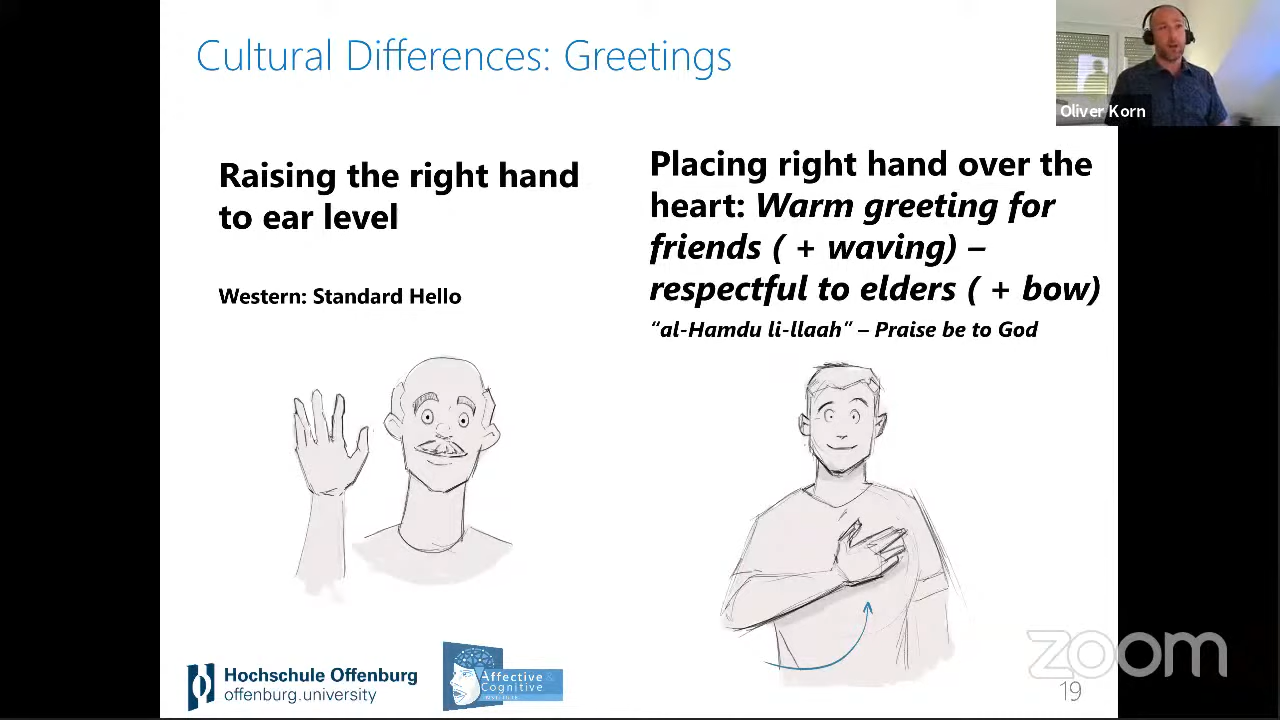 Cultural Differences: Greetings
Oliver Korn
Raising the right hand
to ear level
Western: Standard Hello
Placing right hand over the
heart: Warm greeting for
friends ( + waving) –
respectful to elders ( + bow)
“al-Hamdu li-llaah” – Praise be to God
Hochschule Offenburg
offenburg.university
Affective &
Cognitive
zoom
19